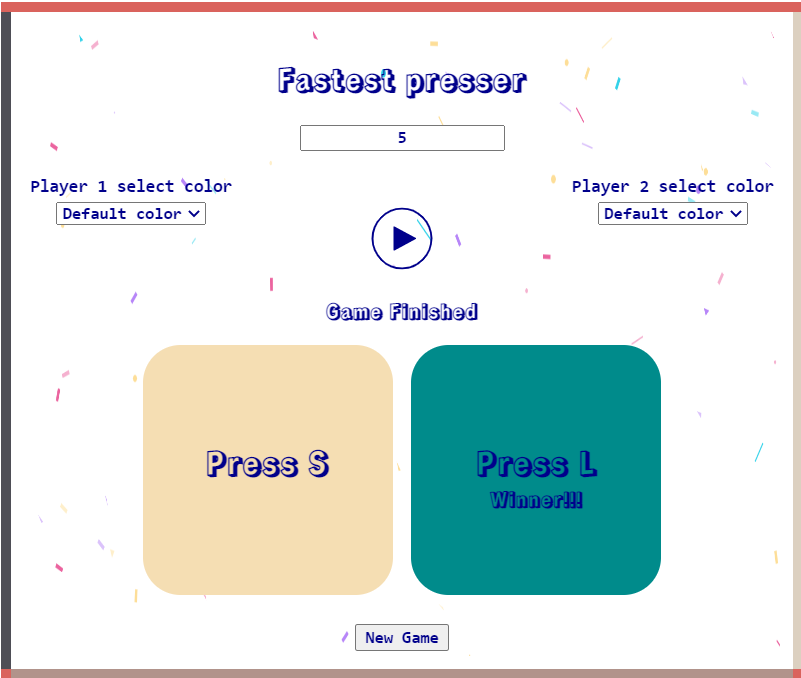 Fastest presser
5
Player 1 select color
Player 2 select color
Default color
Default color
Game Finished
Press S
Press L
Winner!!!
New Game